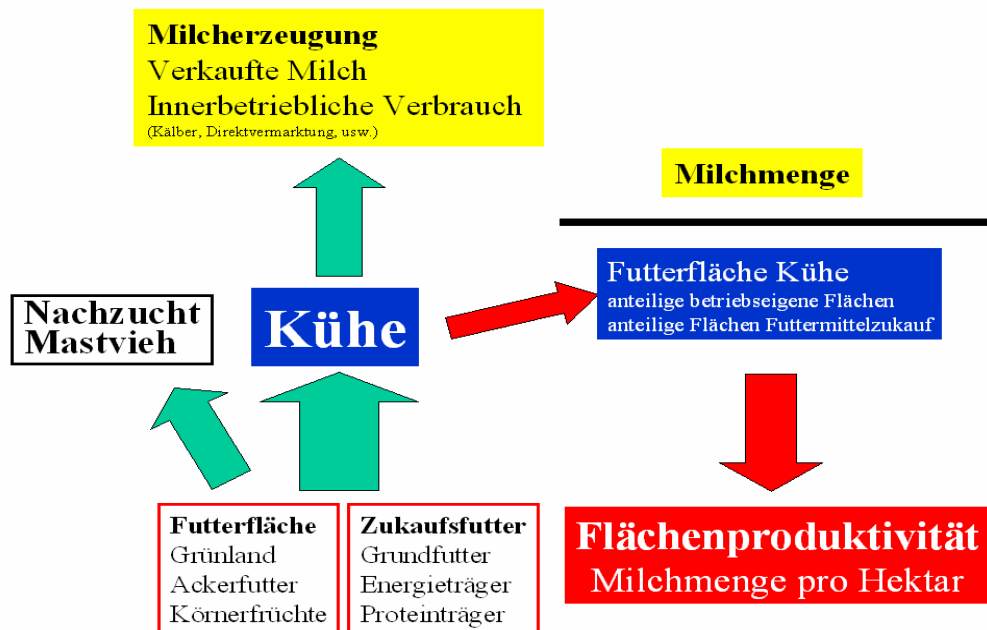 Milcherzeugung
Verkaufte Milch
Innerbetriebliche Verbrauch
(Kälber, Direktvermarktung, usw.)
Milchmenge
Futterfläche Kühe
anteilige betriebseigene Flächen
anteilige Flächen Futtermittelzukauf
Nachzucht
Mastvieh
Kühe
Futterfläche
Grünland
Ackerfutter
Körnerfrüchte
Zukaufsfutter
Grundfutter
Energieträger
Proteinträger
Flächenproduktivität
Milchmenge pro Hektar